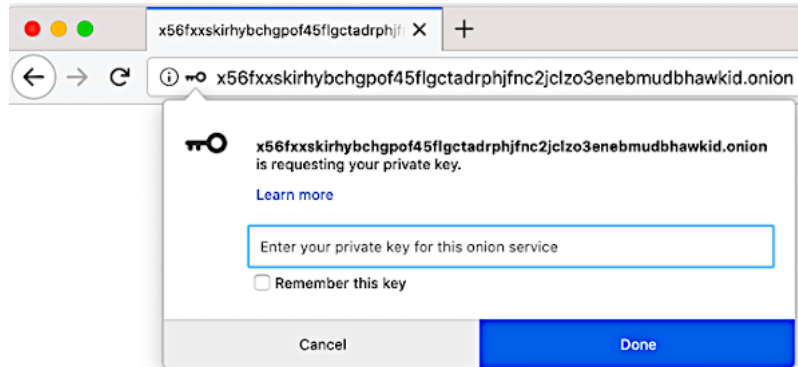 x56fxxskirhybchgpof45flgctadrphjf
x56fxxskirhybchgpof45flgctadrphjfnc2jclzo3enebmudbhawkid.onion
x56fxxskirhybchgpof45flgctadrphjfnc2jclzo3enebmudbhawkid.onion
is requesting your private key.
Learn more
Enter your private key for this onion service
Remember this key
Cancel
Done